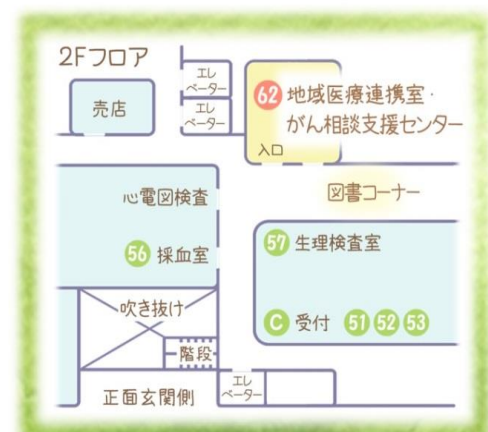 2Fフロア
売店
エレ
ベーター
エレ
ベーター
62 地域医療連携室・
がん相談支援センター
入口
図書コーナー
心電図検査
56 採血室
57 生理検査室
吹き抜け
C 受付 51 52 53
階段
エレ
ベーター
正面玄関側